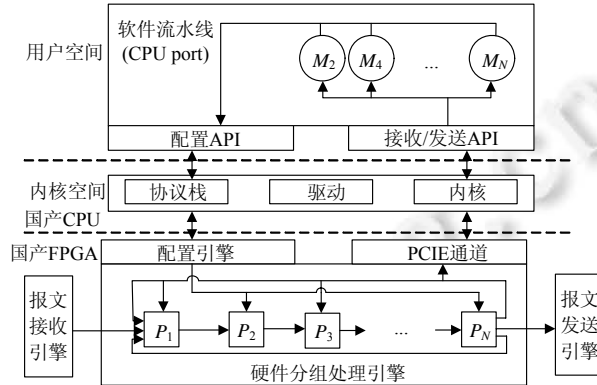 软件流水线
(CPU port)
用户空间
M2 M4 ... MN
配置API 接收/发送API
内核空间
协议栈 驱动 内核
国产CPU
国产FPGA 配置引擎 PCIE通道
报文
接收
引擎
P1 P2 P3 ... PN
报文
发送
引擎
硬件分组处理引擎